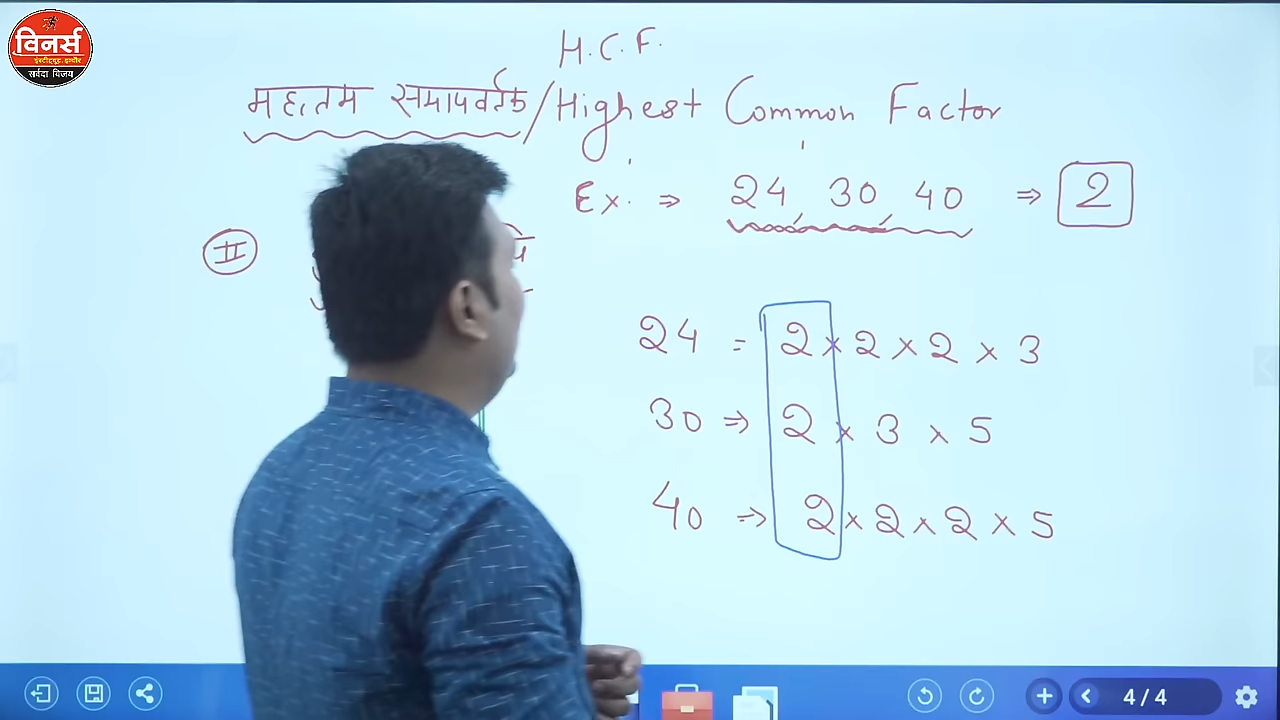 विनर्स
इंस्टीट्यूट, इन्दौर
सर्वदा विजय
H.C.F.
महत्तम समापवर्तक/Highest Common Factor
Ex. ⇒ 24, 30, 40 ⇒ 2
II
24 = 2×2×2×3
30 ⇒ 2×3×5
40 ⇒ 2×2×2×5
4/4